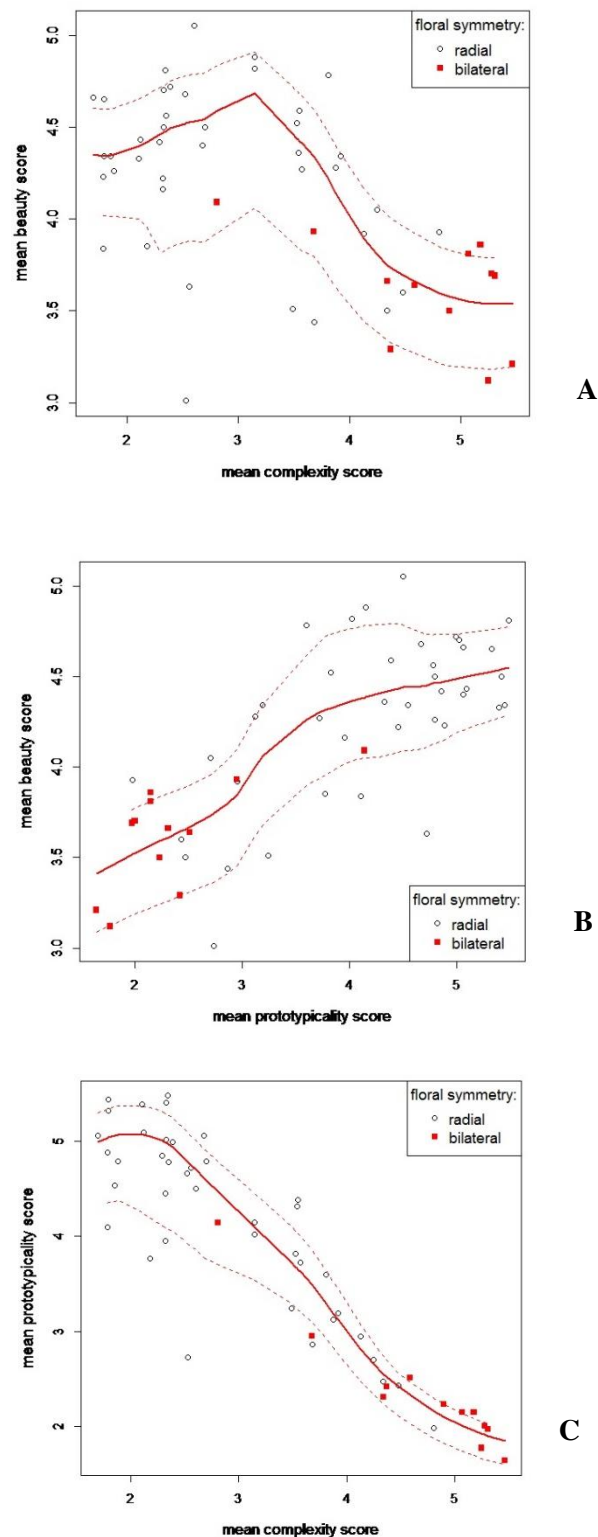 floral symmetry:
radial
bilateral
5.0
4.5
4.0
3.5
3.0
mean beauty score
2 3 4 5
mean complexity score
A
5.0
4.5
4.0
3.5
3.0
mean beauty score
floral symmetry:
radial
bilateral
2 3 4 5
mean prototypicality score
B
floral symmetry:
radial
bilateral
5
4
3
2
mean prototypicality score
2 3 4 5
mean complexity score
C